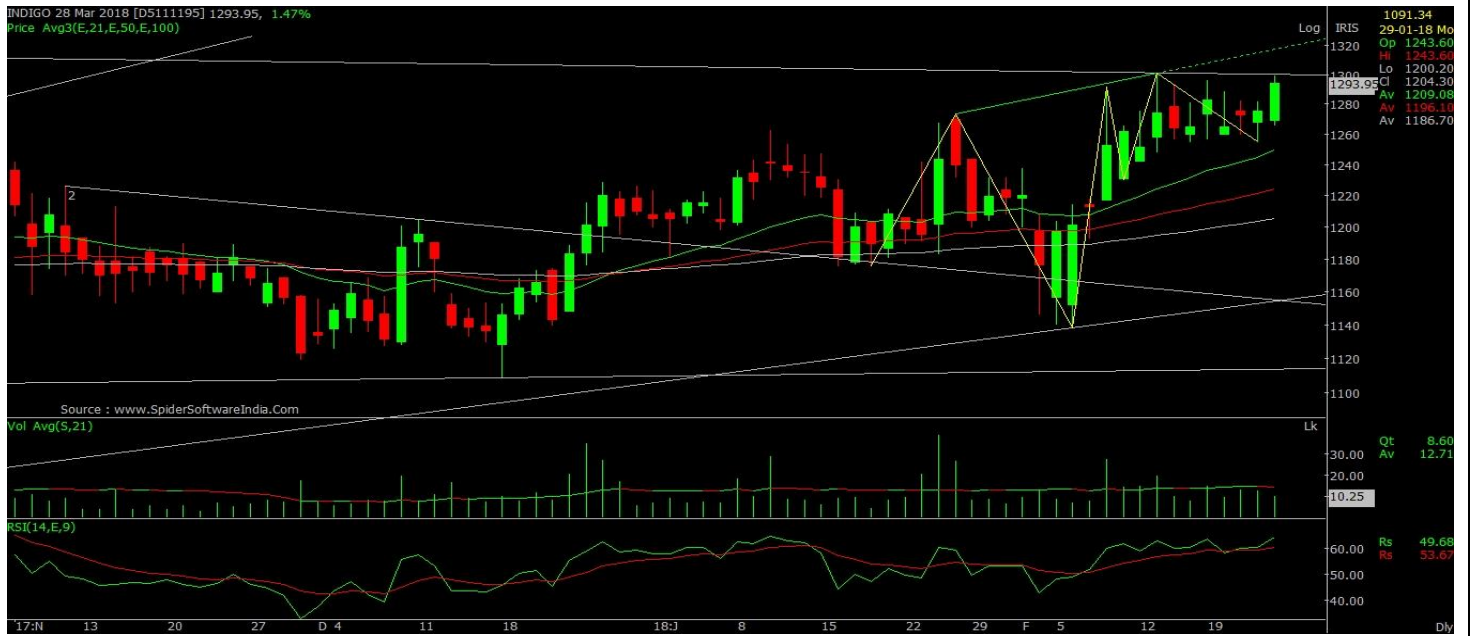 INDIGO 28 Mar 2018 [D5111195] 1293.95, 1.47%
Price Avg3(E,21,E,50,E,100)
Log
IRIS
1091.34
29-01-18 Mo
Op 1243.60
Hi 1243.60
Lo 1200.20
Cl 1204.30
Av 1209.08
Av 1196.10
Av 1186.70
1320
1300
1293.95
1280
1260
1240
1220
1200
1180
1160
1140
1120
1100
2
Source : www.SpiderSoftwareIndia.Com
Vol Avg(S,21)
Lk
Qt 8.60
Av 12.71
30.00
20.00
10.25
RSI(14,E,9)
Rs 49.68
Rs 53.67
60.00
50.00
40.00
'17:N 13 20 27 D 4 11 18 18:J 8 15 22 29 F 5 12 19 Dly